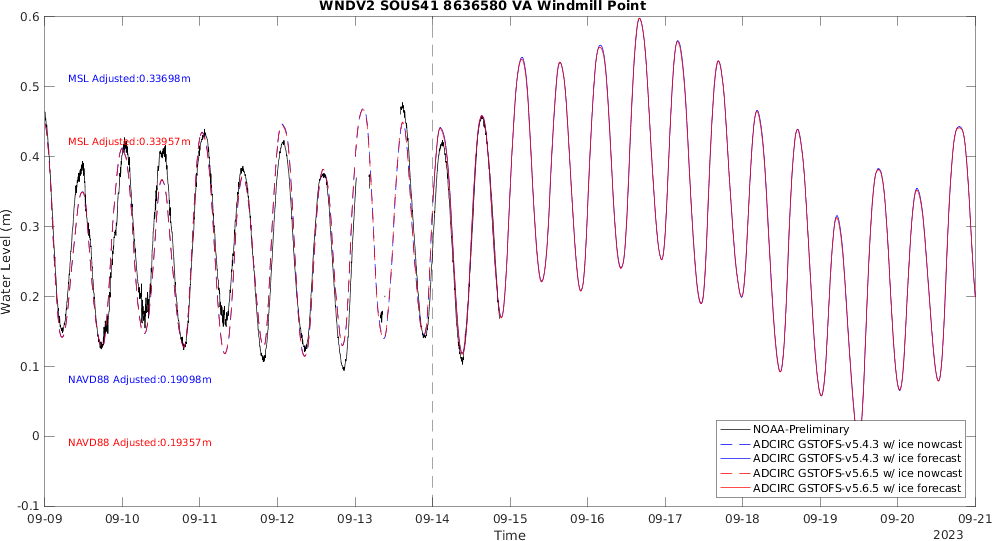 WNDV2 SOUS41 8636580 VA Windmill Point
0.6
0.5
0.4
0.3
0.2
0.1
0
-0.1
Water Level (m)
MSL Adjusted:0.33698m
MSL Adjusted:0.33957m
NAVD88 Adjusted:0.19098m
NAVD88 Adjusted:0.19357m
NOAA-Preliminary
ADCIRC GSTOFS-v5.4.3 w/ ice nowcast
ADCIRC GSTOFS-v5.4.3 w/ ice forecast
ADCIRC GSTOFS-v5.6.5 w/ ice nowcast
ADCIRC GSTOFS-v5.6.5 w/ ice forecast
09-09 09-10 09-11 09-12 09-13 09-14 09-15 09-16 09-17 09-18 09-19 09-20 09-21
Time
2023